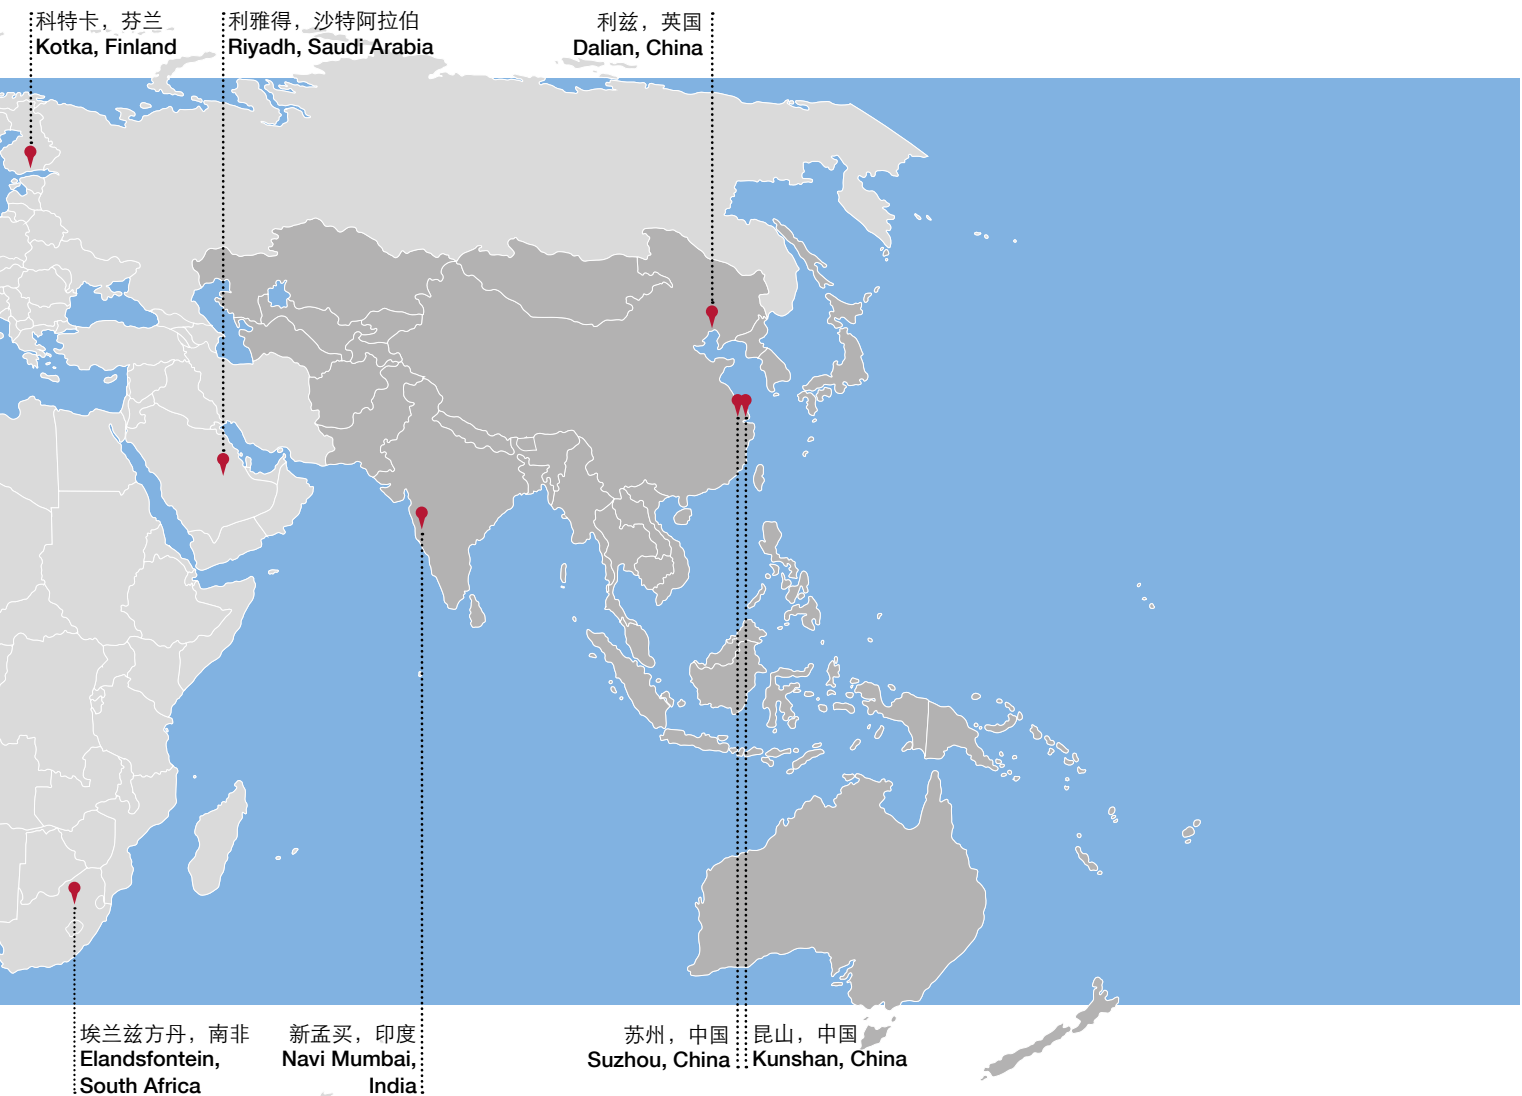 科特卡，芬兰
Kotka, Finland
利雅得，沙特阿拉伯
Riyadh, Saudi Arabia
利兹，英国
Dalian, China
埃兰兹方丹，南非
Elandsfontein,
South Africa
新孟买，印度
Navi Mumbai,
India
苏州，中国
Suzhou, China
昆山，中国
Kunshan, China